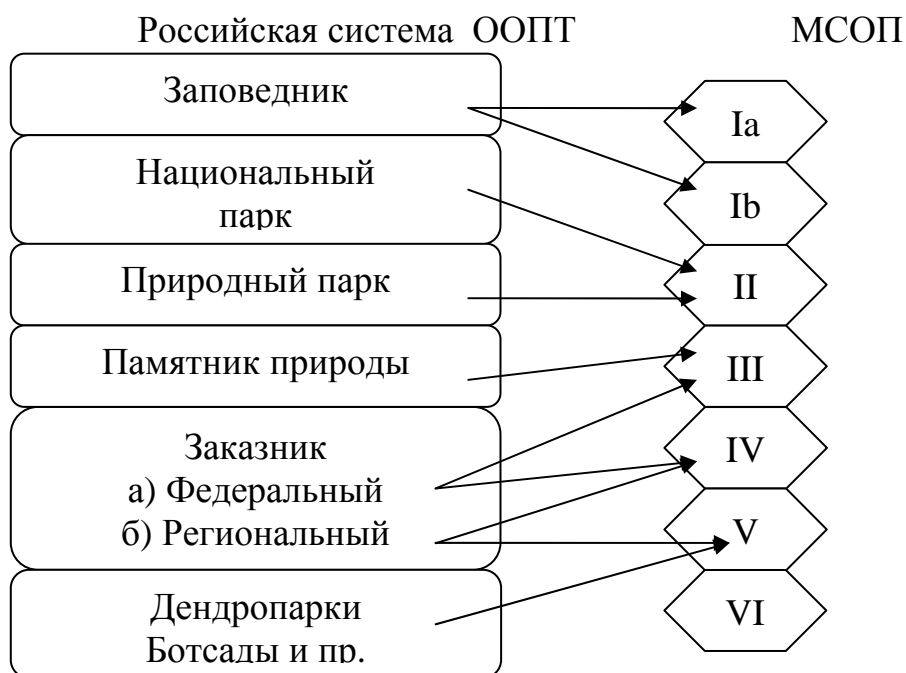 Российская система ООПТ МСОП
Заповедник
Национальный
парк
Природный парк
Памятник природы
Заказник
а) Федеральный
б) Региональный
Дендропарки
Ботсады и пр.
Ia
Ib
II
III
IV
V
VI